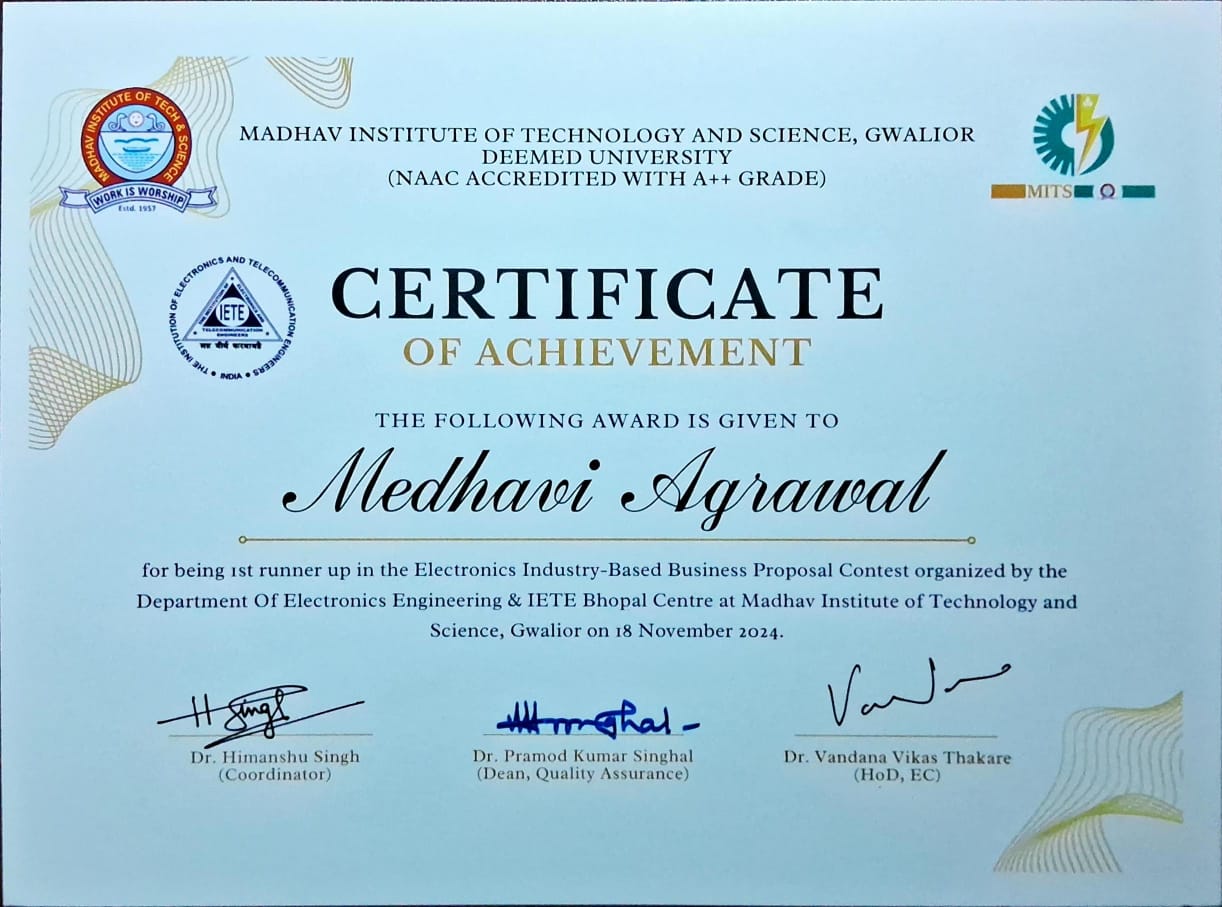 MADHAV INSTITUTE OF TECH & SCIENCE
WORK IS WORSHIP
Estd. 1957
MADHAV INSTITUTE OF TECHNOLOGY AND SCIENCE, GWALIOR
DEEMED UNIVERSITY
(NAAC ACCREDITED WITH A++ GRADE)
MITS
THE INSTITUTION OF ELECTRONICS AND TELECOMMUNICATION ENGINEERS
INDIA
IETE
TELECOMMUNICATION
ENGINEERS
CERTIFICATE
OF ACHIEVEMENT
THE FOLLOWING AWARD IS GIVEN TO
Medhavi Agrawal
for being 1st runner up in the Electronics Industry-Based Business Proposal Contest organized by the
Department Of Electronics Engineering & IETE Bhopal Centre at Madhav Institute of Technology and
Science, Gwalior on 18 November 2024.
H Singh
Dr. Himanshu Singh
(Coordinator)
Dr. Pramod Kumar Singhal
(Dean, Quality Assurance)
Dr. Vandana Vikas Thakare
(HoD, EC)